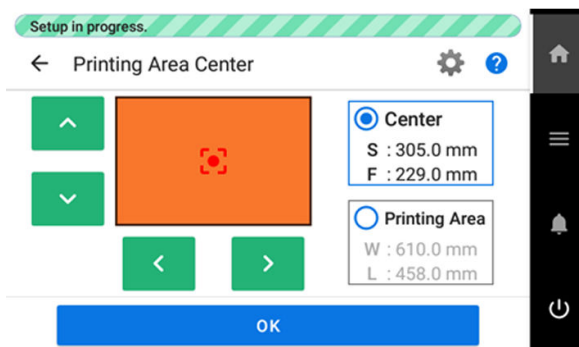 Setup in progress.
Printing Area Center
?
Center
S : 305.0 mm
F : 229.0 mm
Printing Area
W : 610.0 mm
L : 458.0 mm
OK